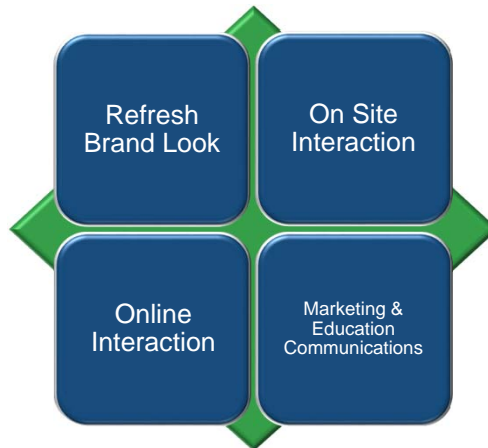 Refresh
Brand Look
On Site
Interaction
Online
Interaction
Marketing &
Education
Communications